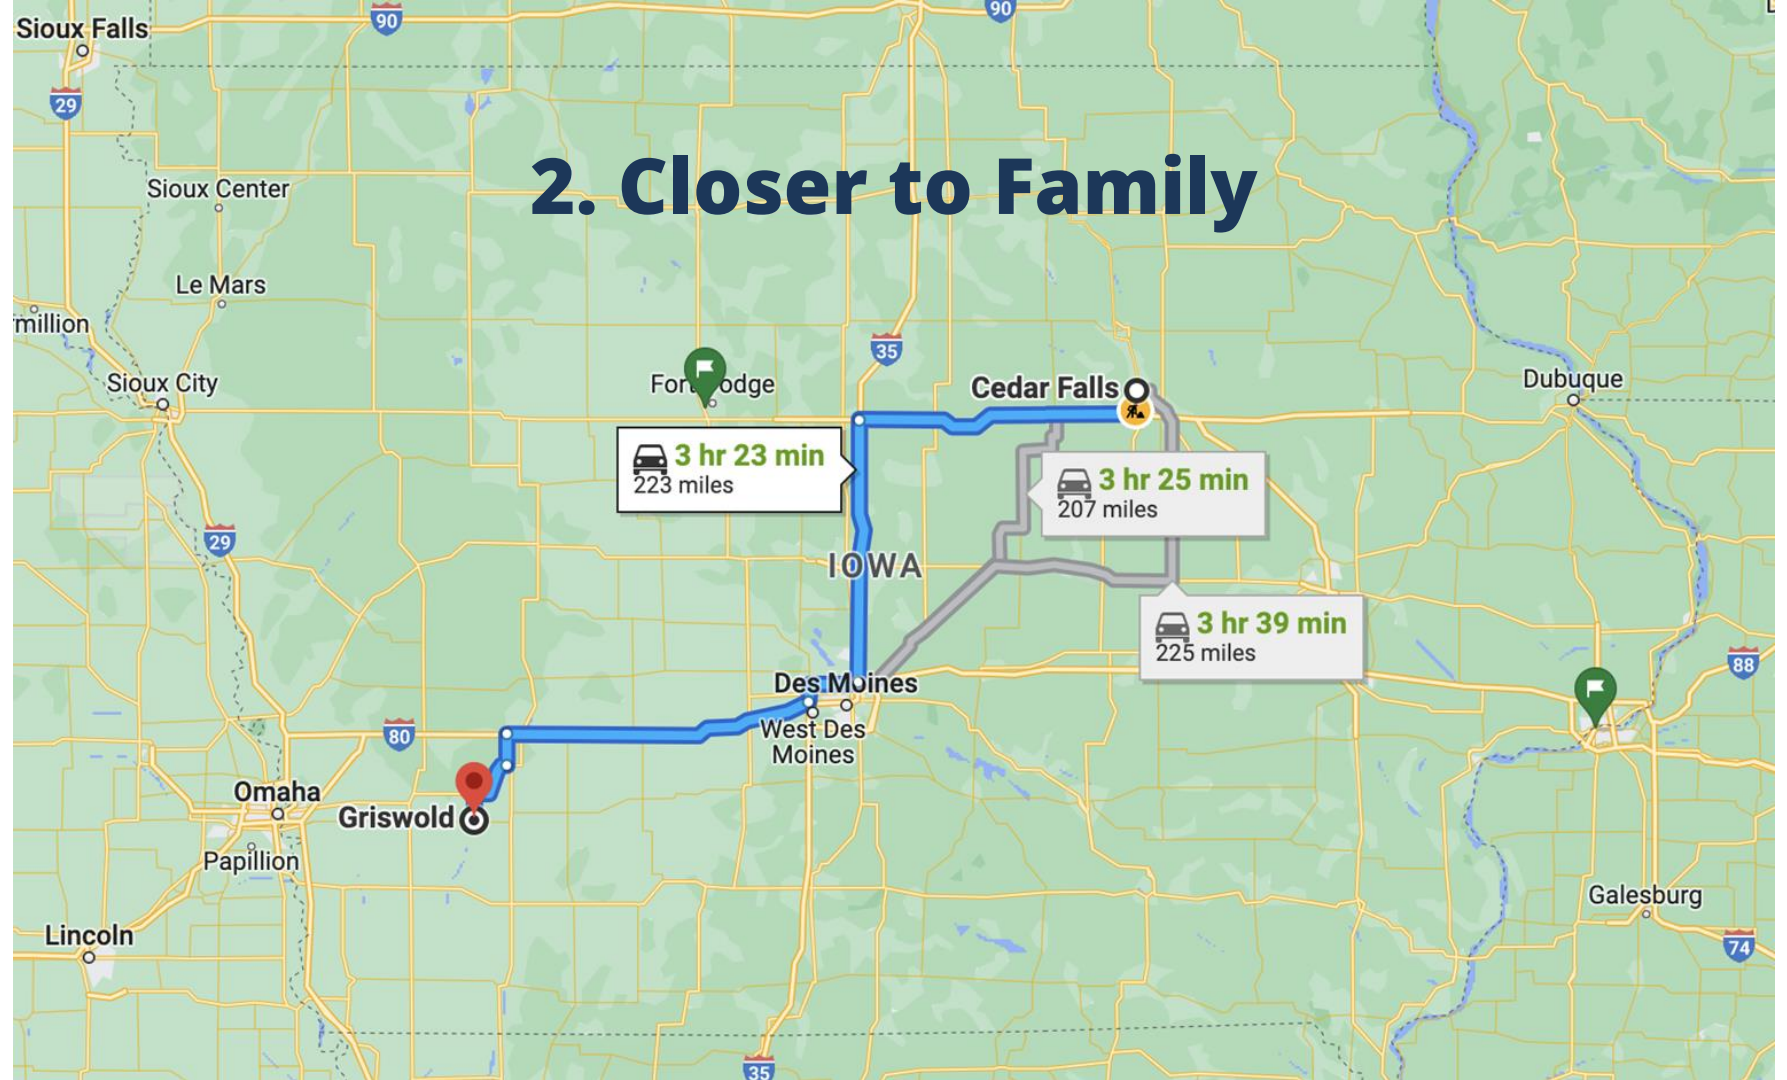 90
90
Sioux Falls
29
2. Closer to Family
Sioux Center
Le Mars
million
35
Sioux City
Cedar Falls
Dubuque
3 hr 23 min
223 miles
3 hr 25 min
207 miles
29
IOWA
3 hr 39 min
225 miles
88
Des Moines
West Des
Moines
80
Omaha
Griswold
Papillion
Galesburg
Lincoln
74
35